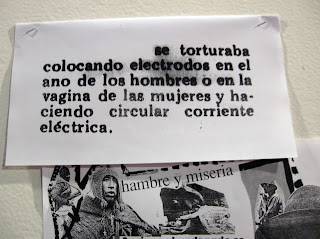 se torturaba
colocando electrodos en el
ano de los hombres o en la
vagina de las mujeres y ha-
ciendo circular corriente
eléctrica.
hambre y miseria